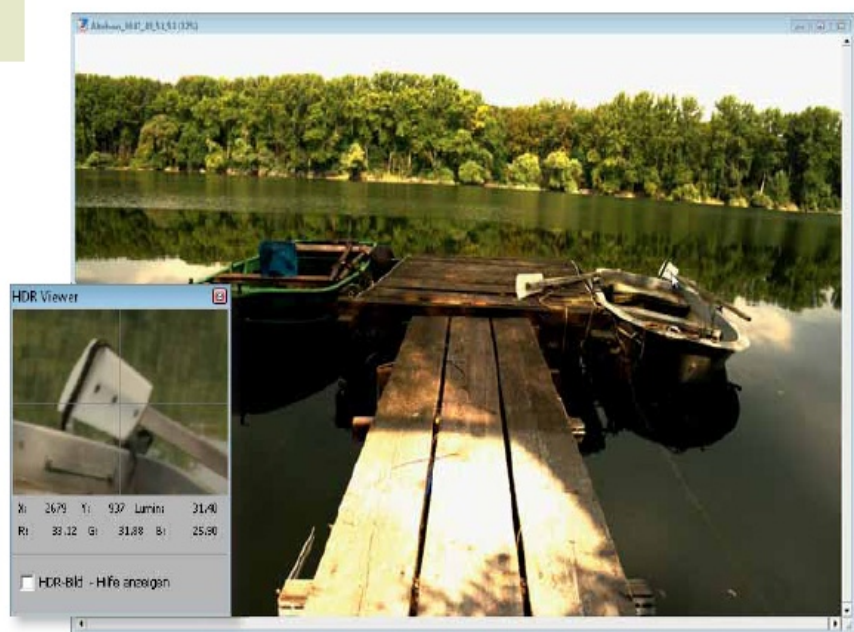 HDR Viewer
X: 2679 Y: 937 Lumin: 31.40
R: 33.12 G: 31.88 B: 25.90
HDR-Bild - Hilfe anzeigen